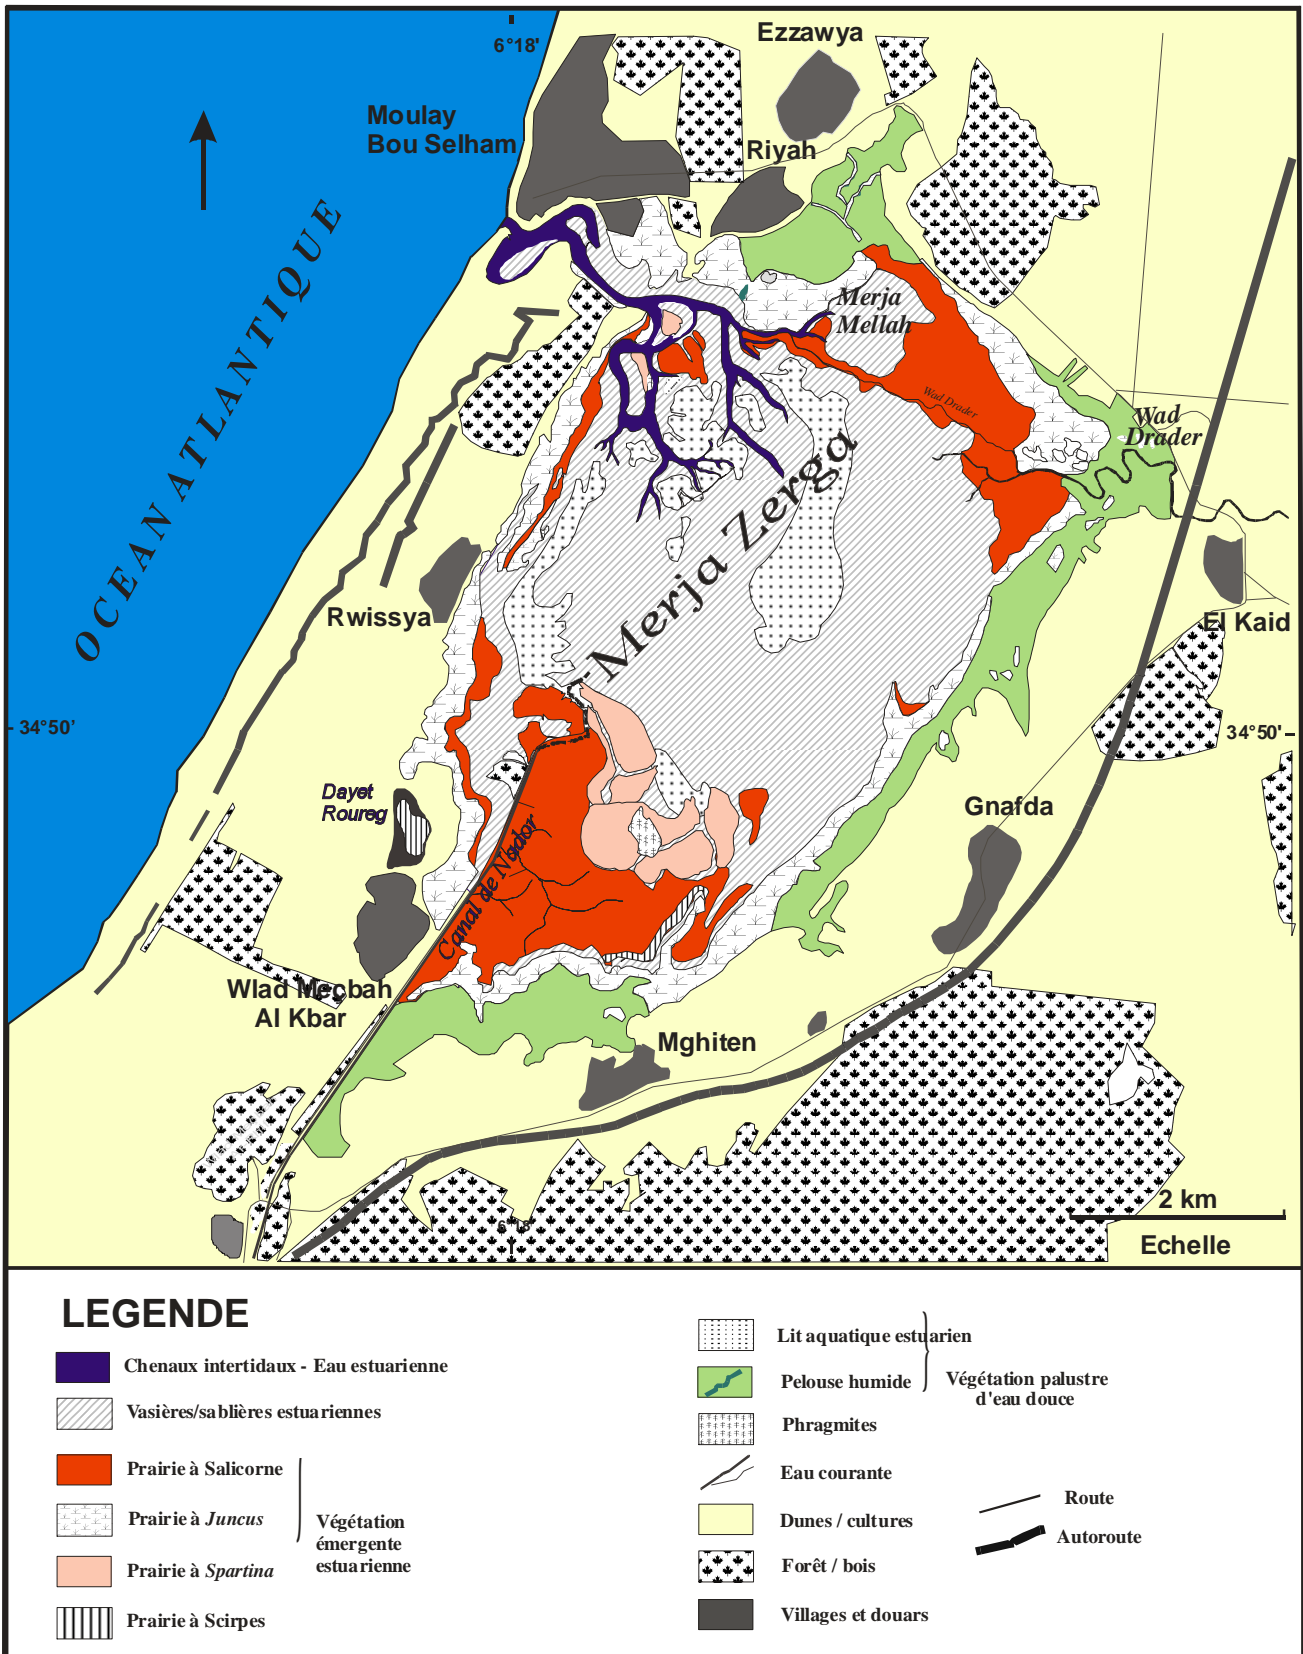 6°18'
Ezzawya
Moulay
Bou Selham
Riyah
OCEAN ATLANTIQUE
Merja
Mellah
Wad Drader
Wad
Drader
Merja Zerga
Rwissya
El Kaid
34°50’
34°50'
Dayet
Roureg
Gnafda
Canal de Nador
Wlad Mecbah
Al Kbar
Mghiten
2 km
6°18'
Echelle
LEGENDE
Chenaux intertidaux - Eau estuarienne
Vasières/sablières estuariennes
Prairie à Salicorne
Prairie à Juncus
Végétation
émergente
estuarienne
Prairie à Spartina
Prairie à Scirpes
Lit aquatique estuarien
Pelouse humide
Végétation palustre
d'eau douce
Phragmites
Eau courante
Dunes / cultures
Forêt / bois
Villages et douars
Route
Autoroute